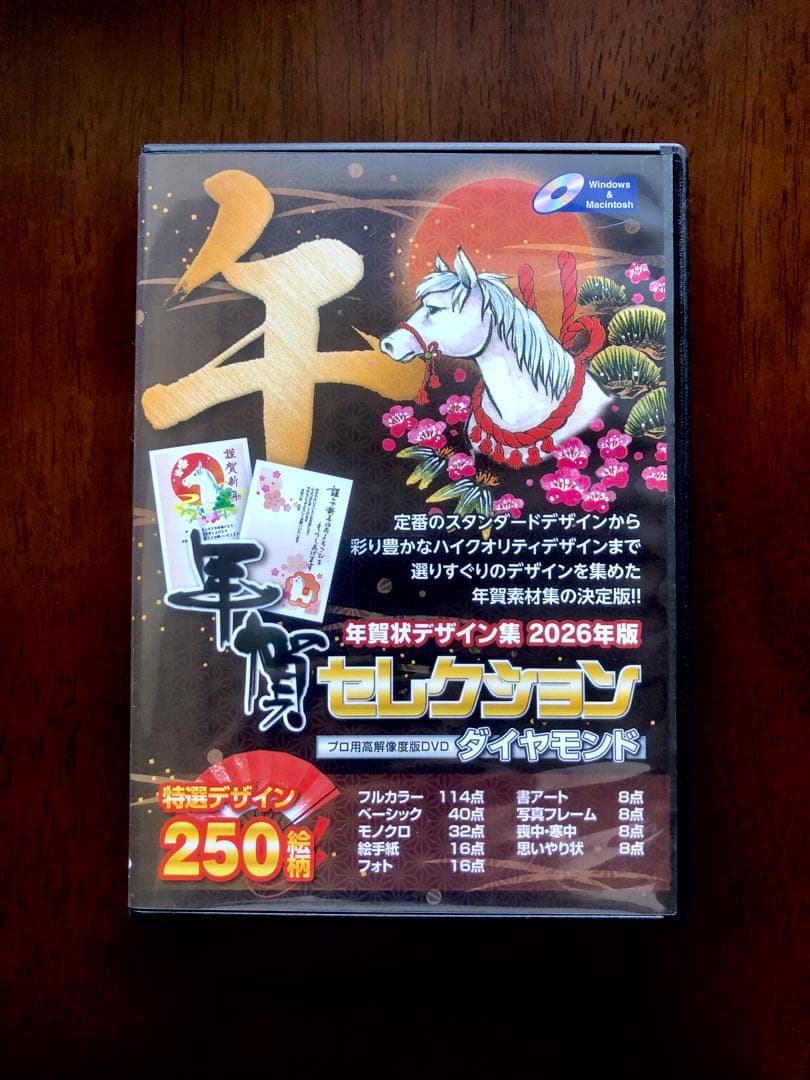 午
Windows
&
Macintosh
謹賀新年
定番のスタンダードデザインから
彩り豊かなハイクオリティデザインまで
選りすぐりのデザインを集めた
年賀素材集の決定版!!
年賀状デザイン集 2026年版
年賀
セレクション
プロ用高解像度版DVD
ダイヤモンド
特選デザイン
250絵柄
フルカラー 114点
ベーシック 40点
モノクロ 32点
絵手紙 16点
フォト 16点
書アート 8点
写真フレーム 8点
喪中・寒中 8点
思いやり状 8点